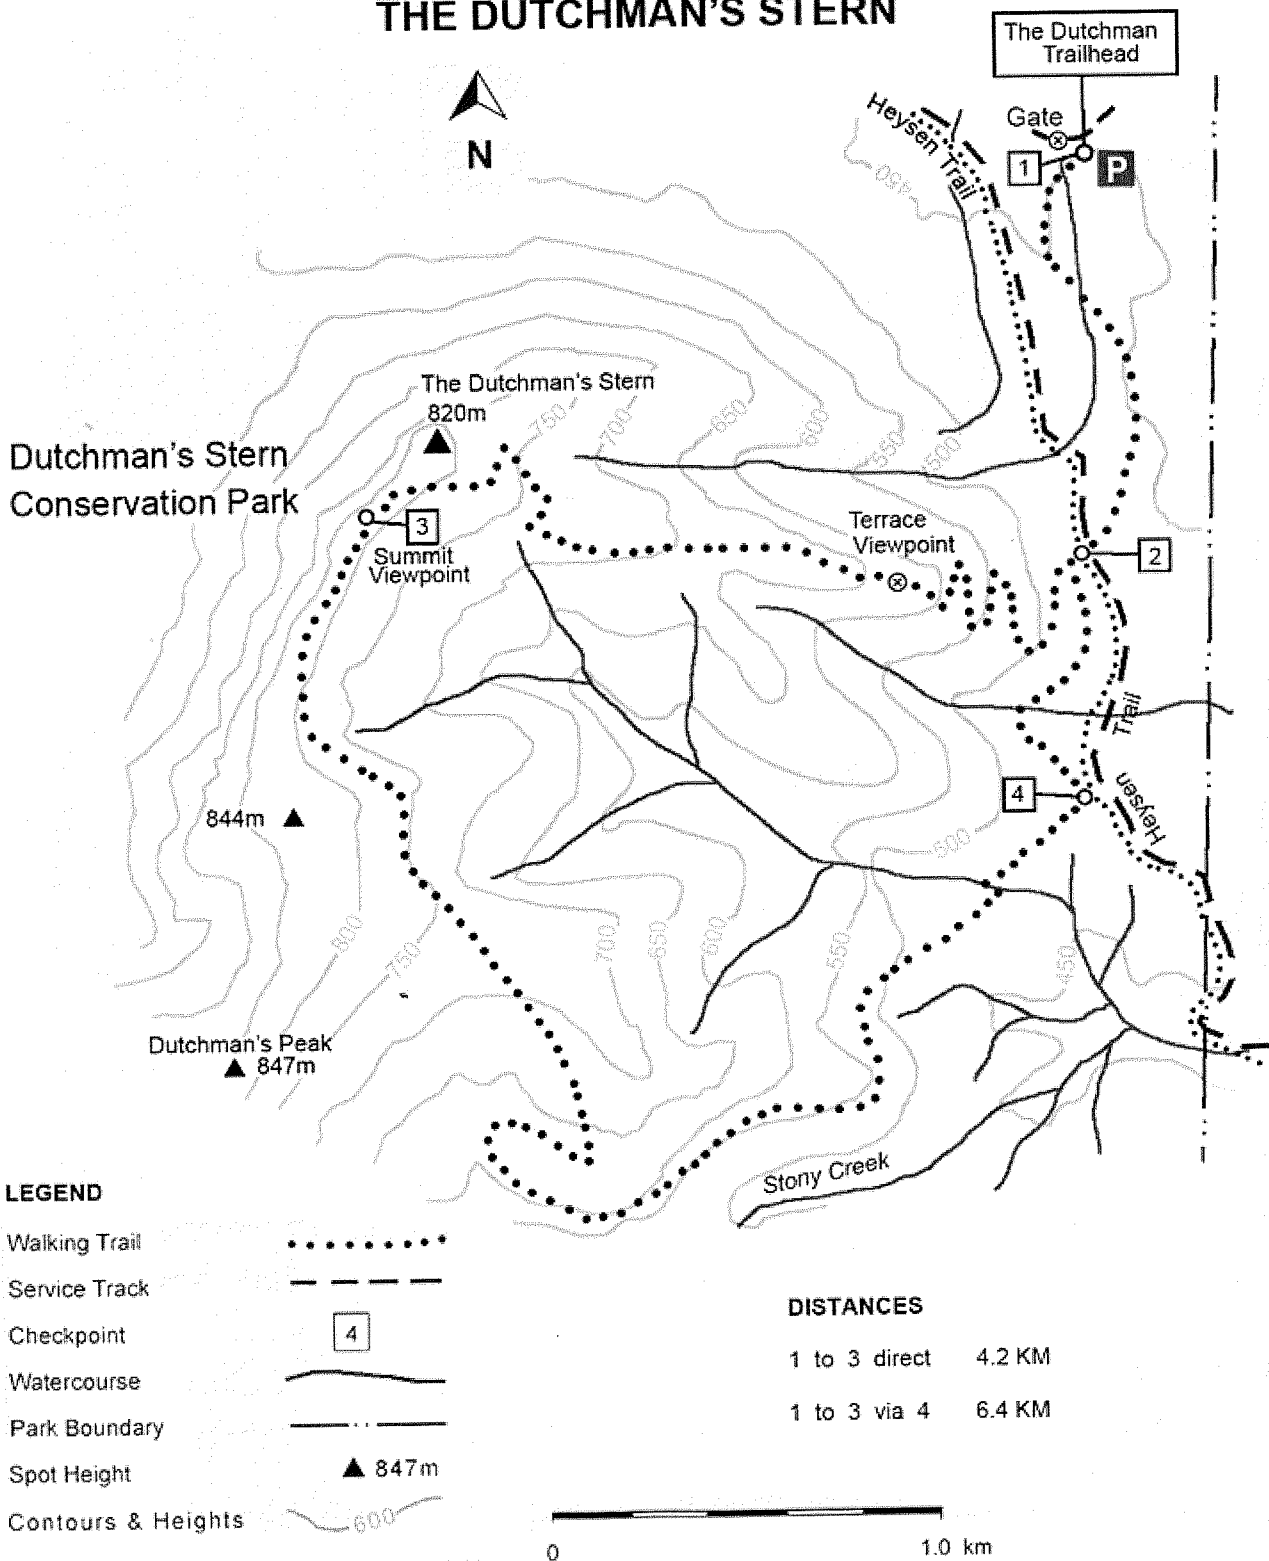 THE DUTCHMAN'S STERN
The Dutchman
Trailhead
Gate
1
P
N
Heysen Trail
450
The Dutchman's Stern
820m
750
700
650
600
550
500
Dutchman's Stern
Conservation Park
3
Summit
Viewpoint
Terrace
Viewpoint
2
Trail
Heysen
4
844m
500
800
750
700
650
600
550
450
Dutchman's Peak
847m
Stony Creek
LEGEND
Walking Trail
Service Track
Checkpoint
4
Watercourse
Park Boundary
Spot Height
847m
Contours & Heights
600
DISTANCES
1 to 3 direct 4.2 KM
1 to 3 via 4 6.4 KM
0
1.0 km